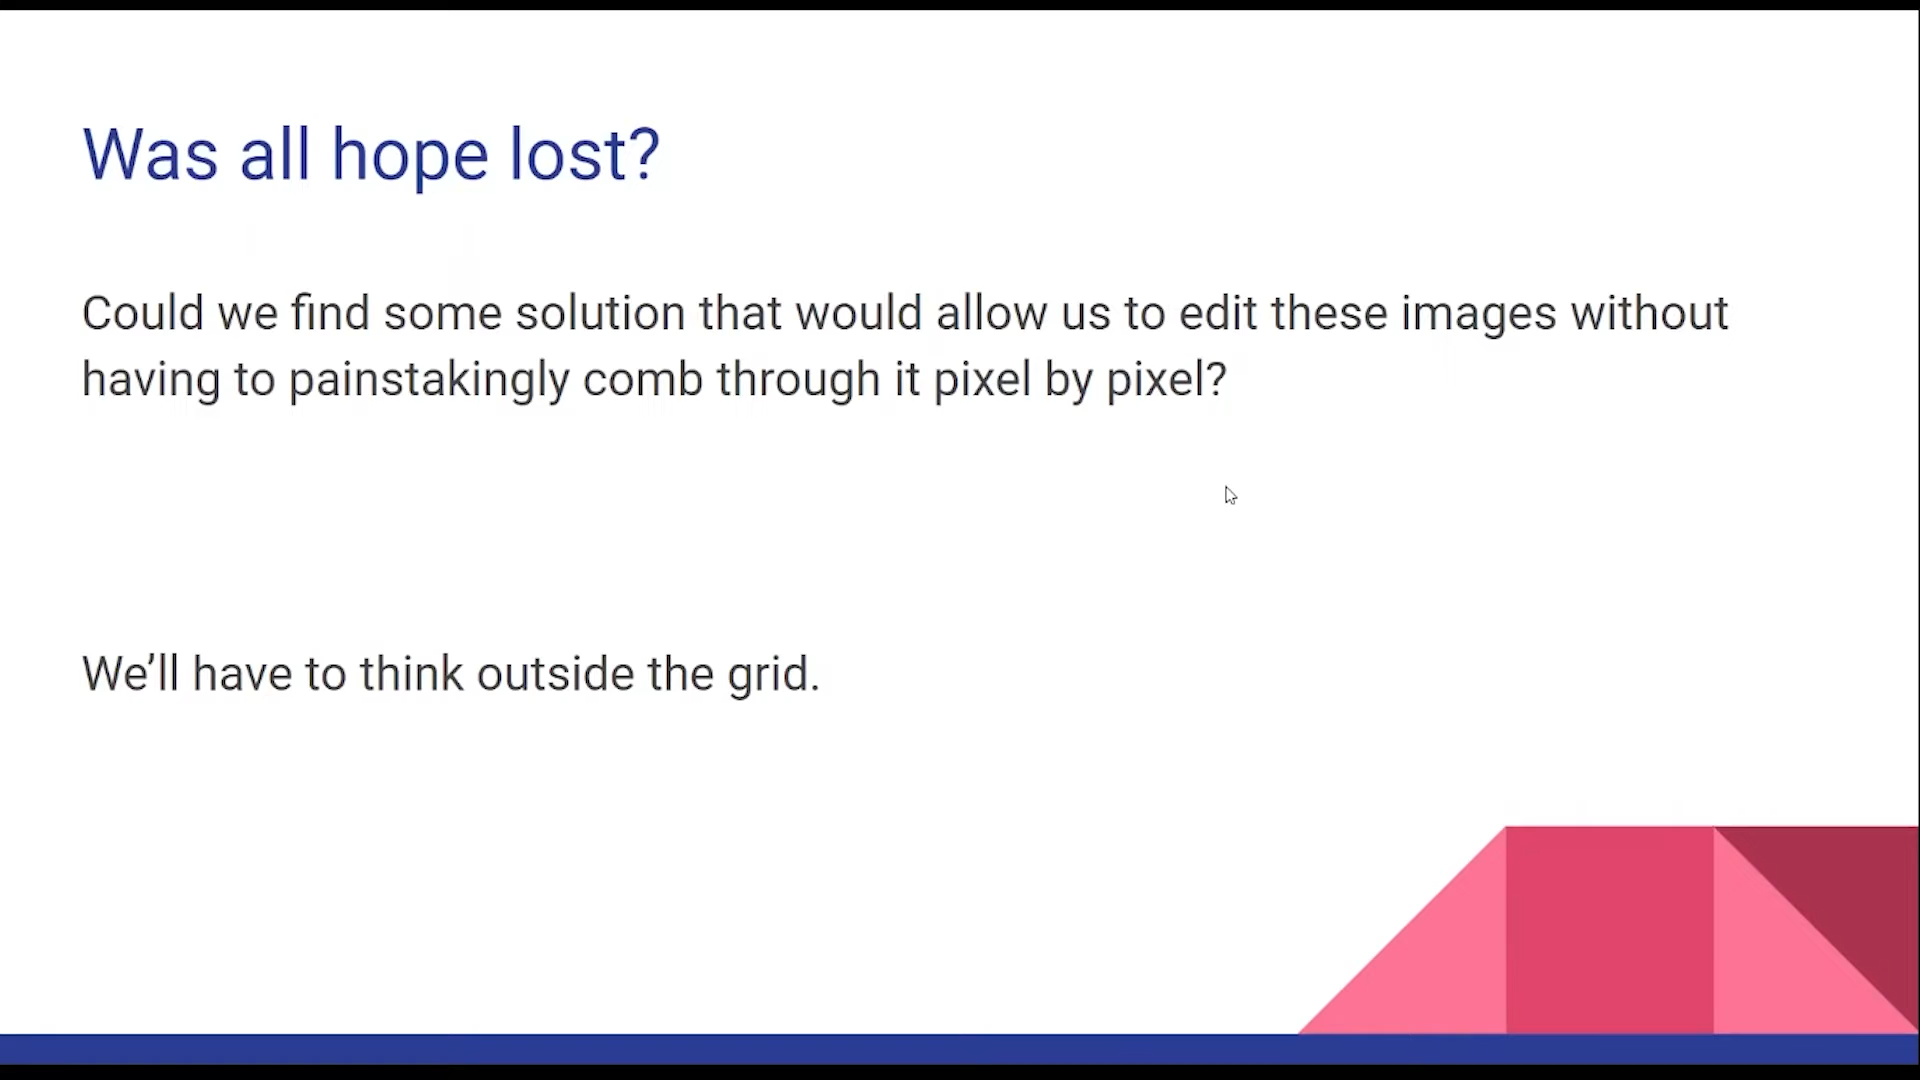 Was all hope lost?
Could we find some solution that would allow us to edit these images without
having to painstakingly comb through it pixel by pixel?
We’ll have to think outside the grid.